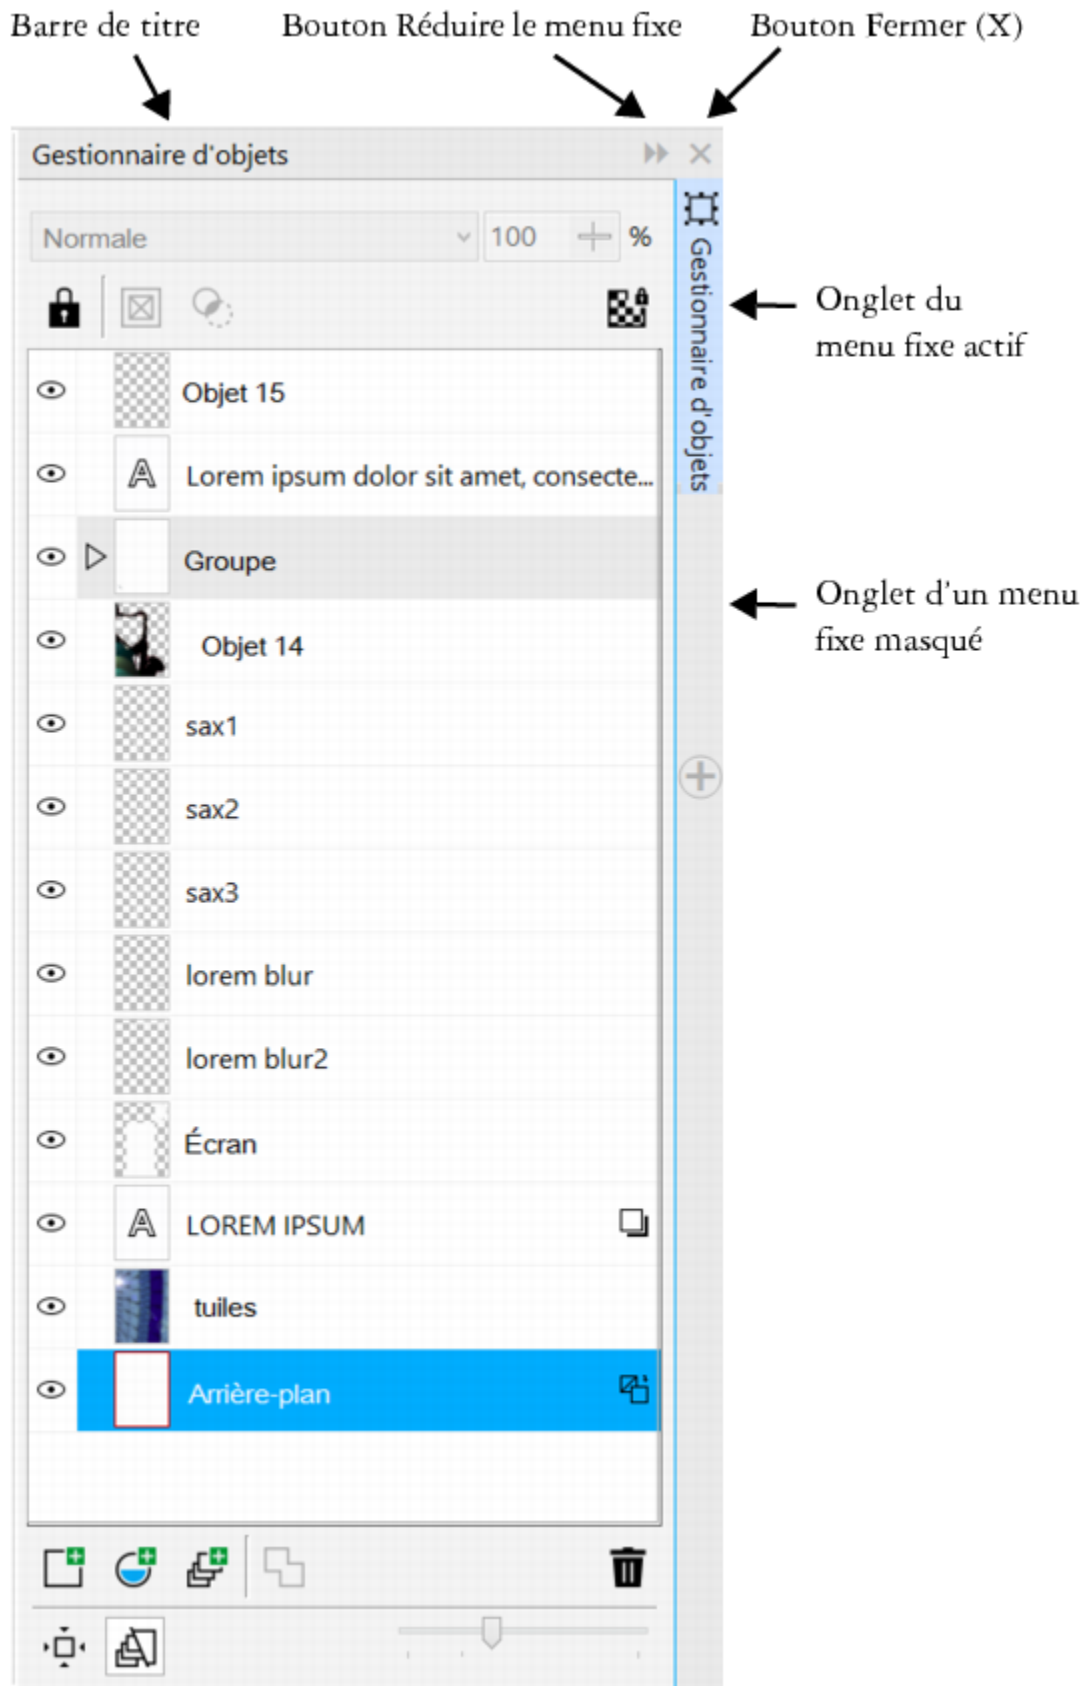 Barre de titre
Bouton Réduire le menu fixe
Bouton Fermer (X)
Gestionnaire d'objets
Normale
100
%
Gestionnaire d'objets
Onglet du
menu fixe actif
Objet 15
Lorem ipsum dolor sit amet, consecte...
Groupe
Onglet d'un menu
fixe masqué
Objet 14
sax1
sax2
sax3
lorem blur
lorem blur2
Écran
LOREM IPSUM
tuiles
Arrière-plan